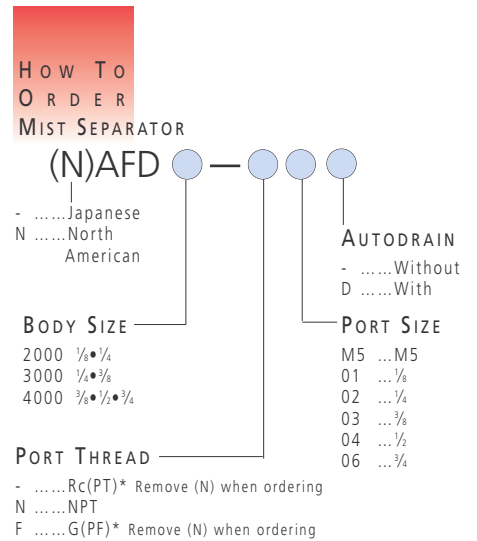 HOW TO
ORDER
MIST SEPARATOR
(N)AFD —
- ......Japanese
N ......North
American
AUTODRAIN
- ......Without
D ......With
BODY SIZE
2000 ⅛•¼
3000 ¼•⅜
4000 ⅜•½•¾
PORT SIZE
M5 ...M5
01 ...⅛
02 ...¼
03 ...⅜
04 ...½
06 ...¾
PORT THREAD
- ......Rc(PT)* Remove (N) when ordering
N ......NPT
F ......G(PF)* Remove (N) when ordering